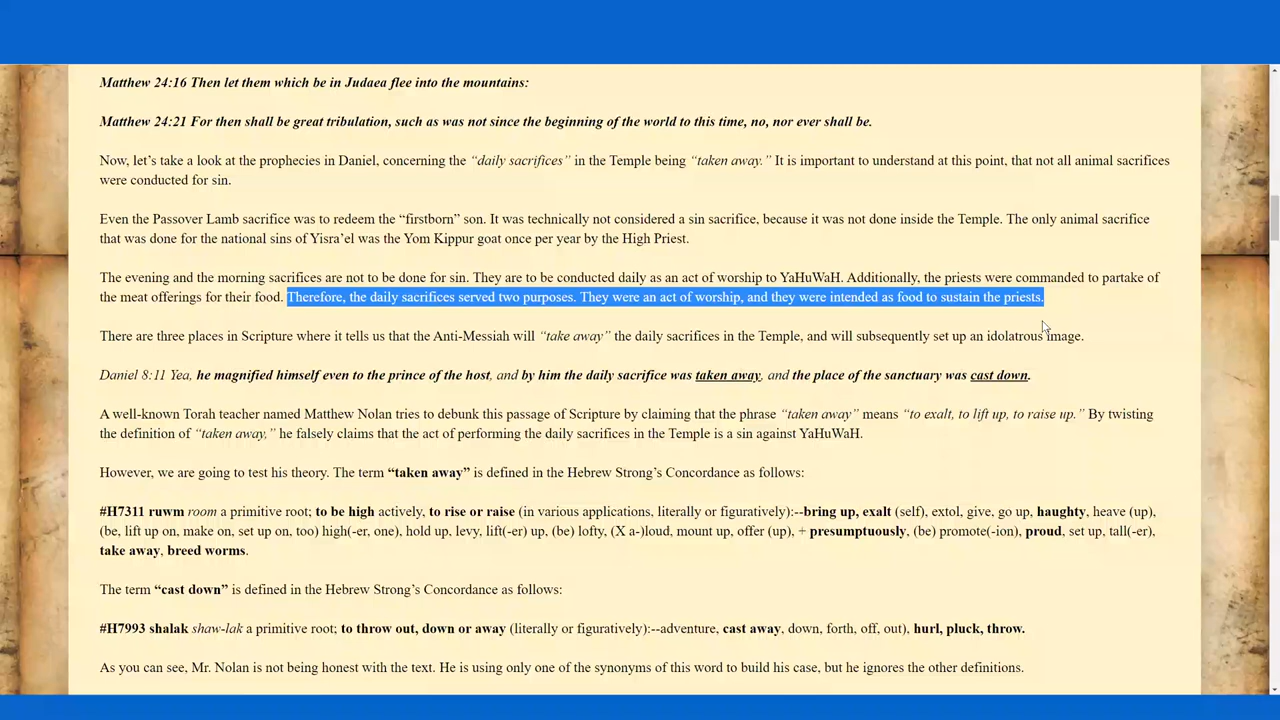 Matthew 24:16 Then let them which be in Judaea flee into the mountains:
Matthew 24:21 For then shall be great tribulation, such as was not since the beginning of the world to this time, no, nor ever shall be.
Now, let’s take a look at the prophecies in Daniel, concerning the “daily sacrifices” in the Temple being “taken away.” It is important to understand at this point, that not all animal sacrifices
were conducted for sin.
Even the Passover Lamb sacrifice was to redeem the “firstborn” son. It was technically not considered a sin sacrifice, because it was not done inside the Temple. The only animal sacrifice
that was done for the national sins of Yisra’el was the Yom Kippur goat once per year by the High Priest.
The evening and the morning sacrifices are not to be done for sin. They are to be conducted daily as an act of worship to YaHuWaH. Additionally, the priests were commanded to partake of
the meat offerings for their food. Therefore, the daily sacrifices served two purposes. They were an act of worship, and they were intended as food to sustain the priests.
There are three places in Scripture where it tells us that the Anti-Messiah will “take away” the daily sacrifices in the Temple, and will subsequently set up an idolatrous image.
Daniel 8:11 Yea, he magnified himself even to the prince of the host, and by him the daily sacrifice was taken away, and the place of the sanctuary was cast down.
A well-known Torah teacher named Matthew Nolan tries to debunk this passage of Scripture by claiming that the phrase “taken away” means “to exalt, to lift up, to raise up.” By twisting
the definition of “taken away,” he falsely claims that the act of performing the daily sacrifices in the Temple is a sin against YaHuWaH.
However, we are going to test his theory. The term “taken away” is defined in the Hebrew Strong’s Concordance as follows:
#H7311 ruwm room a primitive root; to be high actively, to rise or raise (in various applications, literally or figuratively):--bring up, exalt (self), extol, give, go up, haughty, heave (up),
(be, lift up on, make on, set up on, too) high(-er, one), hold up, levy, lift(-er) up, (be) lofty, (X a-)loud, mount up, offer (up), + presumptuously, (be) promote(-ion), proud, set up, tall(-er),
take away, breed worms.
The term “cast down” is defined in the Hebrew Strong’s Concordance as follows:
#H7993 shalak shaw-lak a primitive root; to throw out, down or away (literally or figuratively):--adventure, cast away, down, forth, off, out), hurl, pluck, throw.
As you can see, Mr. Nolan is not being honest with the text. He is using only one of the synonyms of this word to build his case, but he ignores the other definitions.